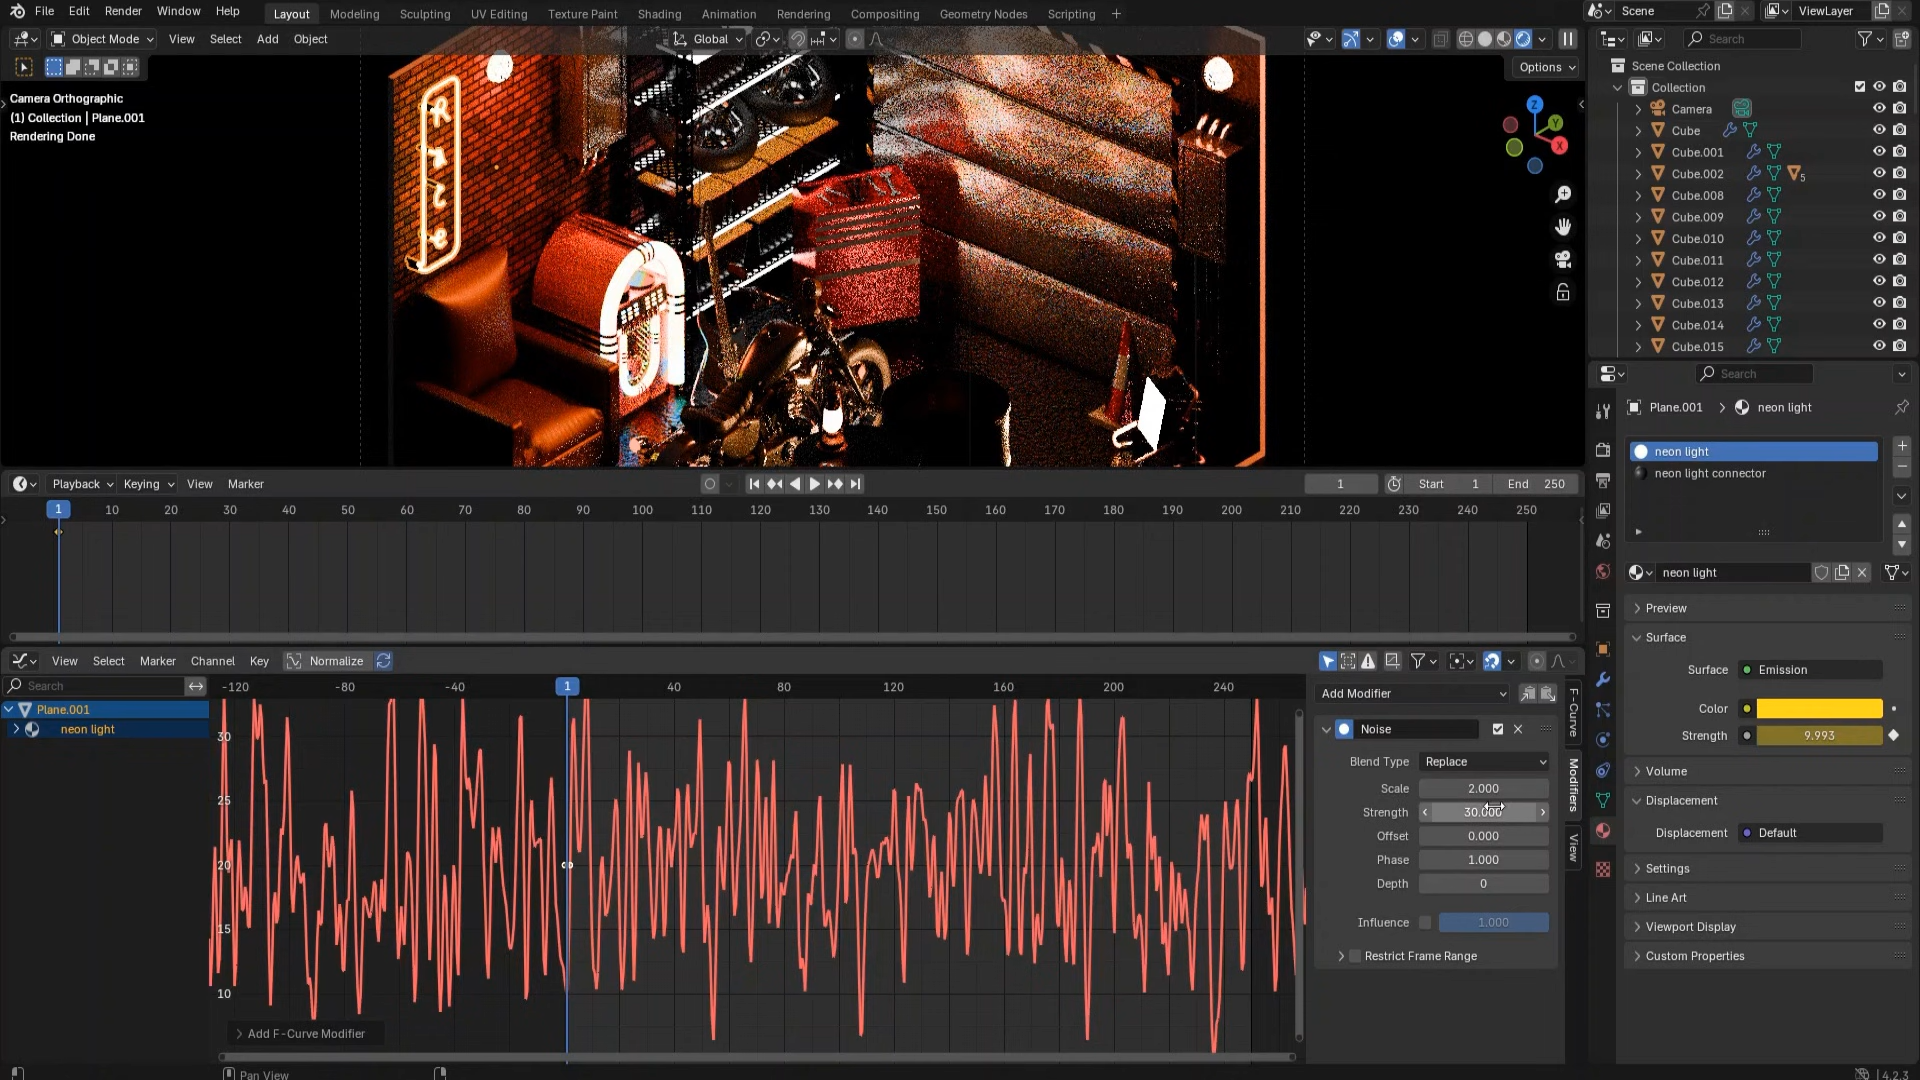 File Edit Render Window Help Layout Modeling Sculpting UV Editing Texture Paint Shading Animation Rendering Compositing Geometry Nodes Scripting + Scene ViewLayer
Object Mode View Select Add Object Global Search
Options
Camera Orthographic
(1) Collection | Plane.001
Rendering Done
Z
Y
X
Scene Collection
Collection
Camera
Cube
Cube.001
Cube.002 5
Cube.008
Cube.009
Cube.010
Cube.011
Cube.012
Cube.013
Cube.014
Cube.015
Search
Plane.001 > neon light
neon light
neon light connector
neon light
Preview
Surface
Surface Emission
Color
Strength 9.993
Volume
Displacement
Displacement Default
Settings
Line Art
Viewport Display
Custom Properties
Playback Keying View Marker 1 Start 1 End 250
1 10 20 30 40 50 60 70 80 90 100 110 120 130 140 150 160 170 180 190 200 210 220 230 240 250
View Select Marker Channel Key Normalize
Search
-120 -80 -40 1 40 80 120 160 200 240
Plane.001
neon light
30
25
20
15
10
Add F-Curve Modifier
Add Modifier
Noise
Blend Type Replace
Scale 2.000
Strength 30.000
Offset 0.000
Phase 1.000
Depth 0
Influence 1.000
Restrict Frame Range
F-Curve
Modifiers
View
Pan View
4.2.3